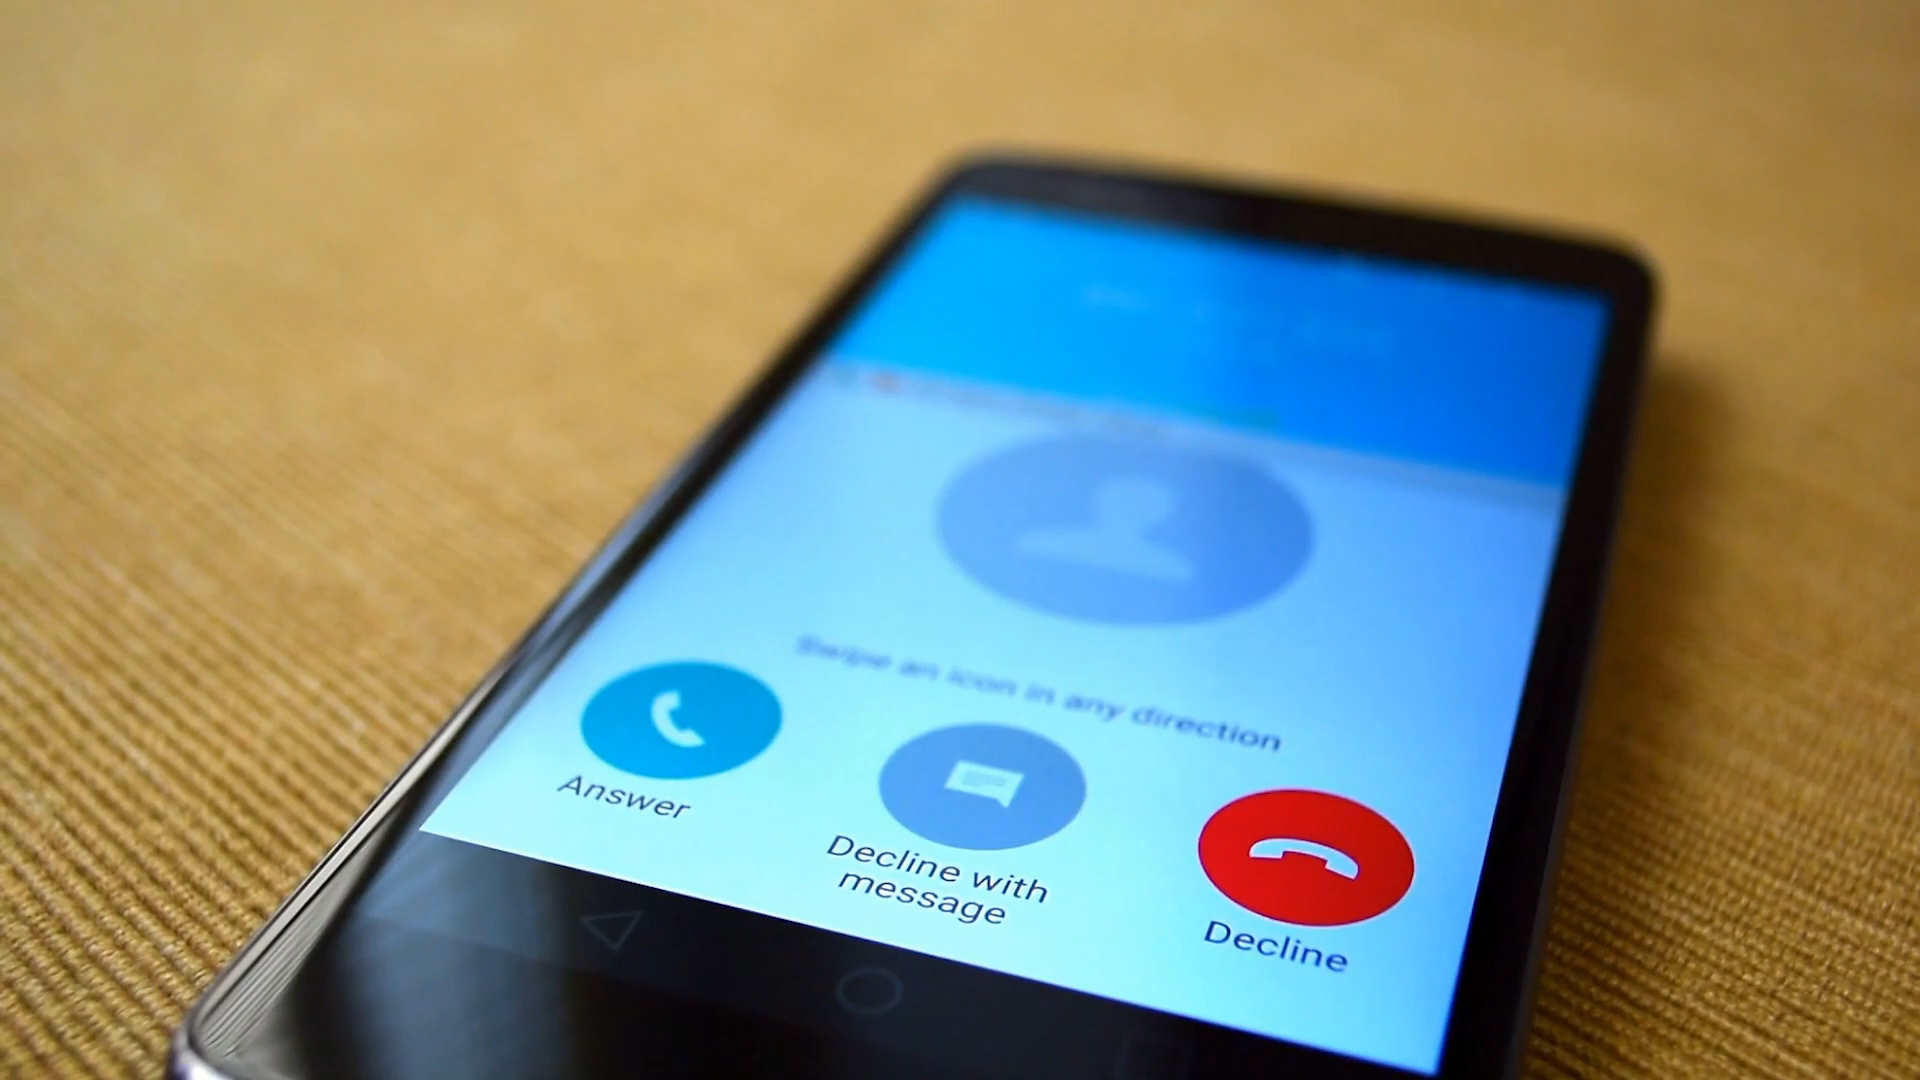 Swipe an icon in any direction
Answer
Decline with
message
Decline